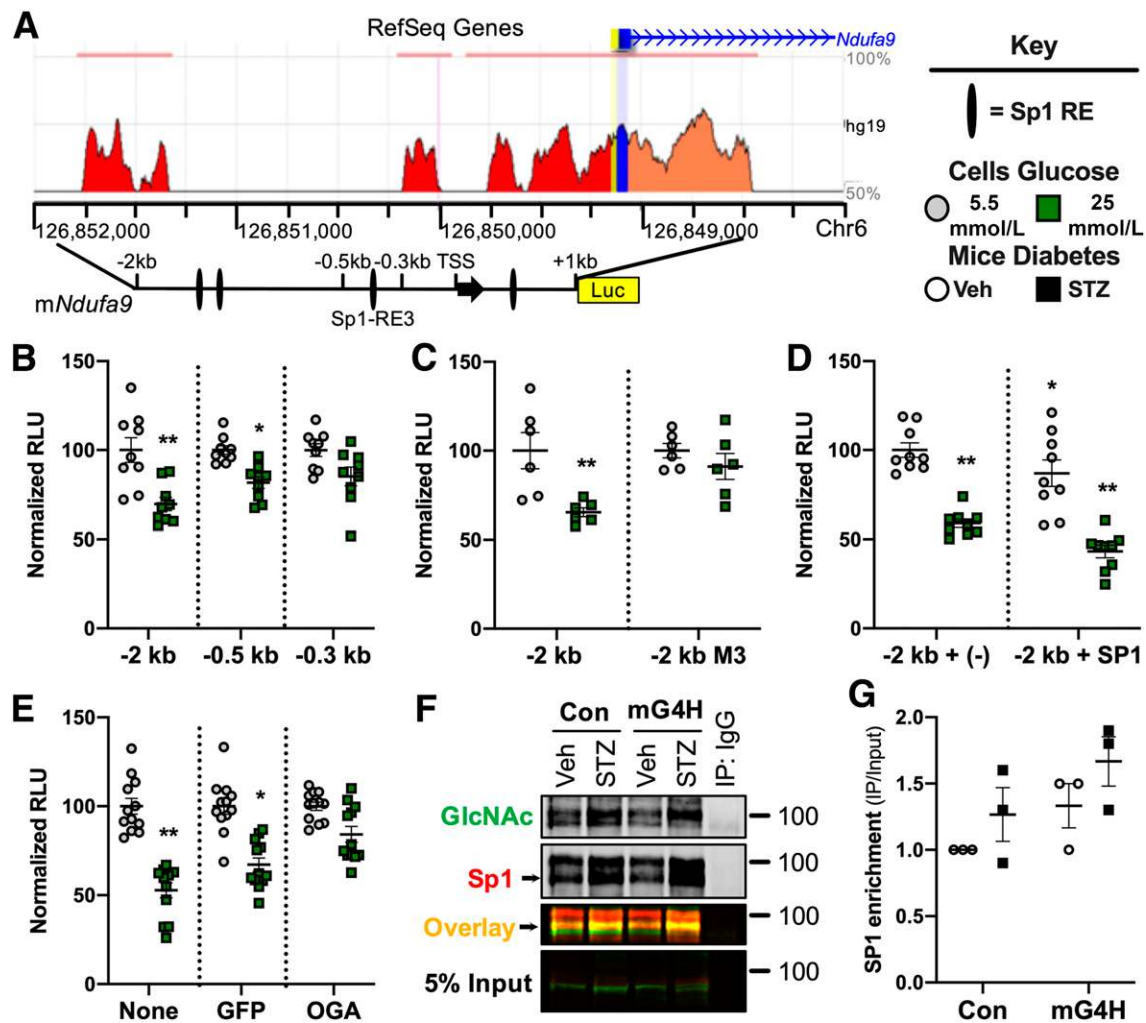 A
RefSeq Genes
Ndufa9
100%
hg19
50%
126,852,000
126,851,000
126,850,000
126,849,000
Chr6
-2kb
-0.5kb
-0.3kb
TSS
+1kb
mNdufa9
Sp1-RE3
Luc
Key
= Sp1 RE
Cells Glucose
5.5 mmol/L
25 mmol/L
Mice Diabetes
Veh
STZ
B
Normalized RLU
150
100
50
0
**
*
-2 kb
-0.5 kb
-0.3 kb
C
Normalized RLU
150
100
50
0
**
-2 kb
-2 kb M3
D
Normalized RLU
150
100
50
0
**
*
**
-2 kb + (-)
-2 kb + SP1
E
Normalized RLU
150
100
50
0
**
*
None
GFP
OGA
F
Con
mG4H
Veh
STZ
Veh
STZ
IP: IgG
GlcNAc
100
Sp1
100
Overlay
100
5% Input
100
G
SP1 enrichment (IP/Input)
2.0
1.5
1.0
0.5
0.0
Con
mG4H